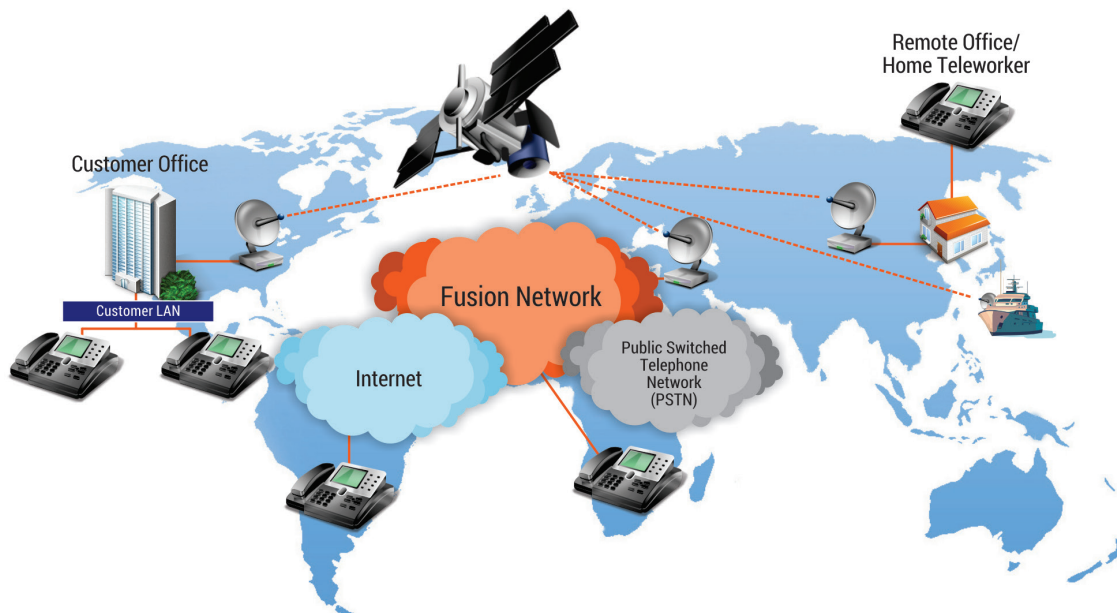 Remote Office/
Home Teleworker
Customer Office
Customer LAN
Fusion Network
Internet
Public Switched
Telephone
Network
(PSTN)